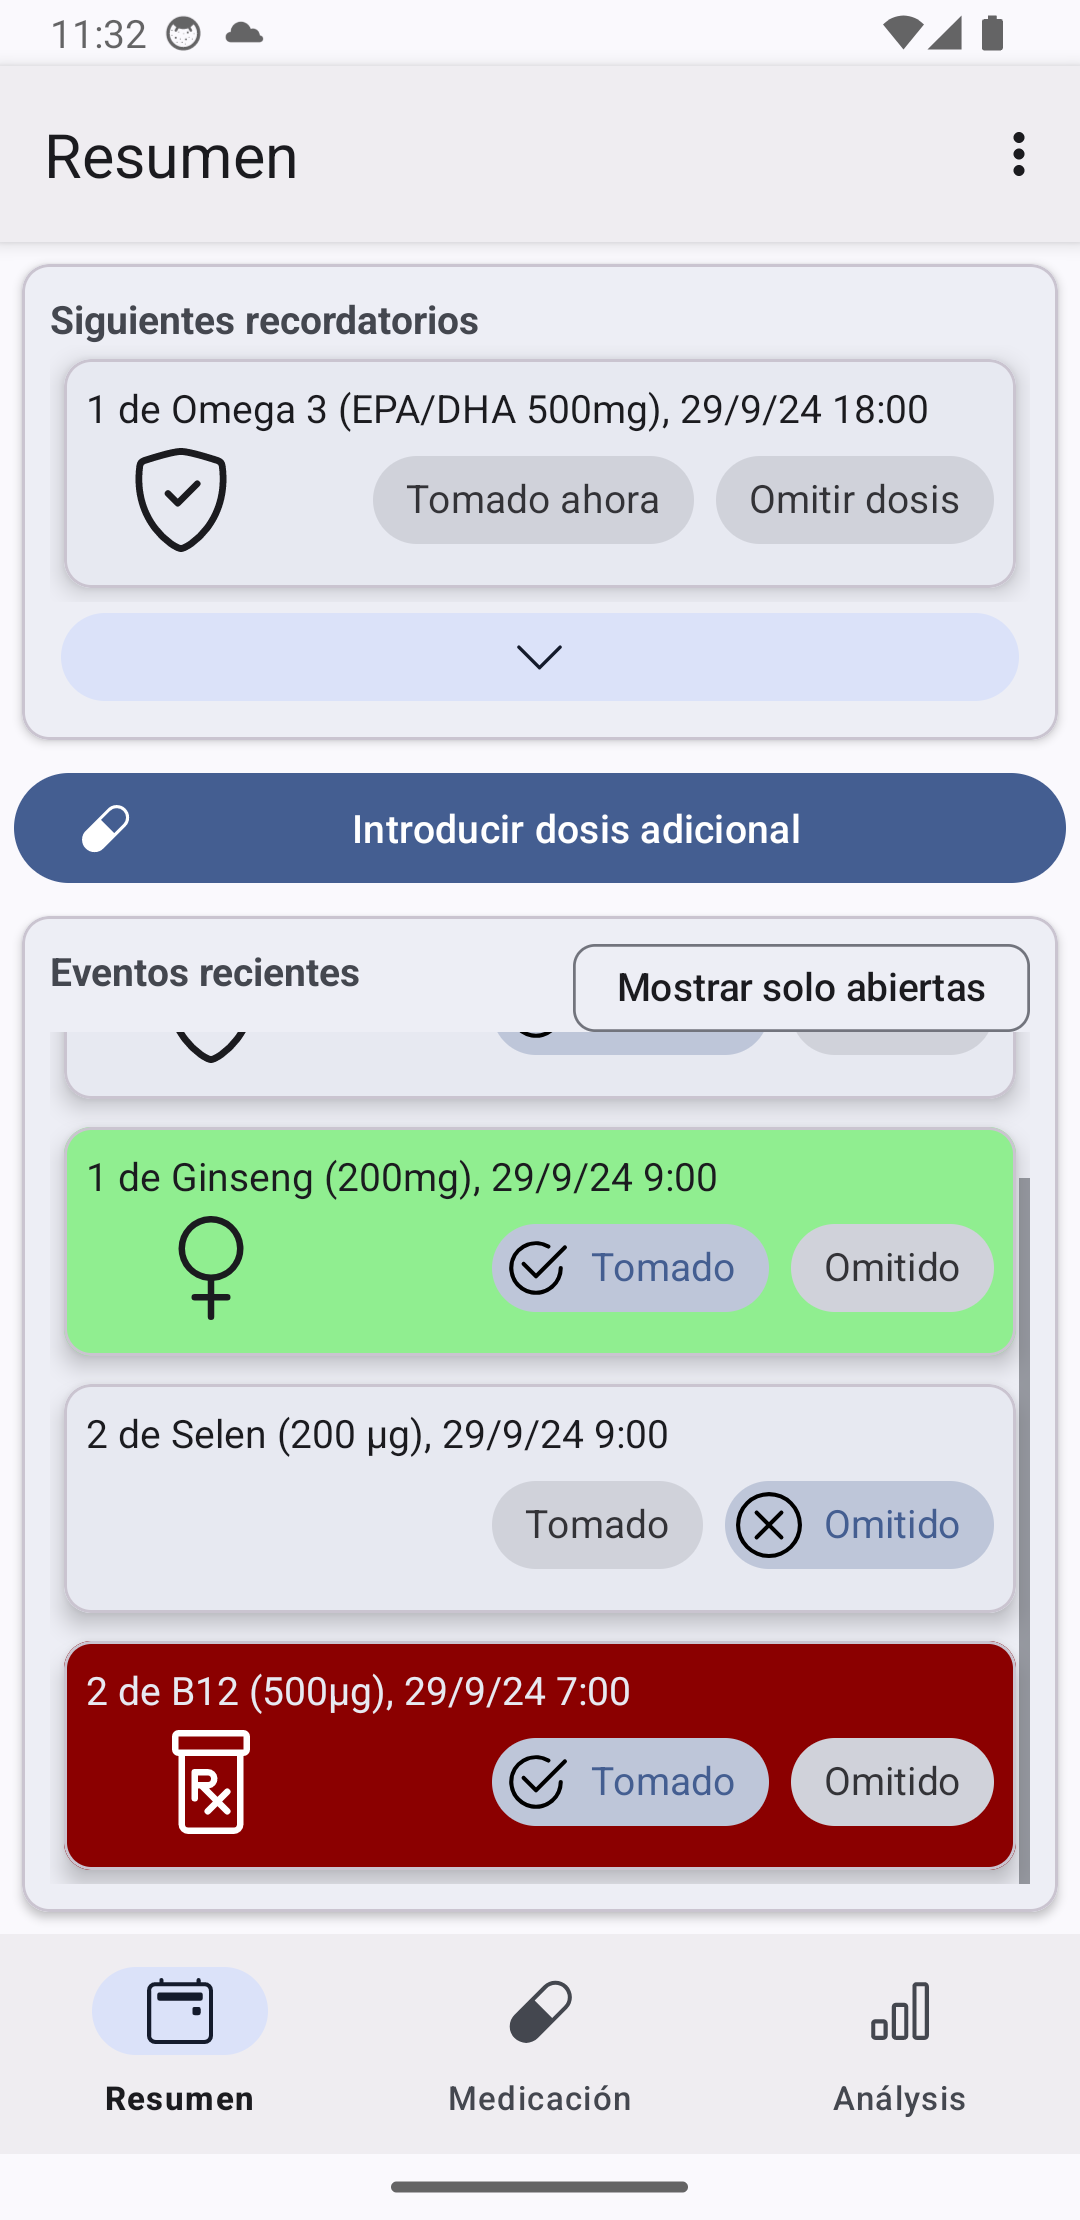 11:32
Resumen
Siguientes recordatorios
1 de Omega 3 (EPA/DHA 500mg), 29/9/24 18:00
Tomado ahora
Omitir dosis
Introducir dosis adicional
Eventos recientes
Mostrar solo abiertas
1 de Ginseng (200mg), 29/9/24 9:00
Tomado
Omitido
2 de Selen (200 µg), 29/9/24 9:00
Tomado
Omitido
2 de B12 (500µg), 29/9/24 7:00
Rx
Tomado
Omitido
Resumen
Medicación
Análysis